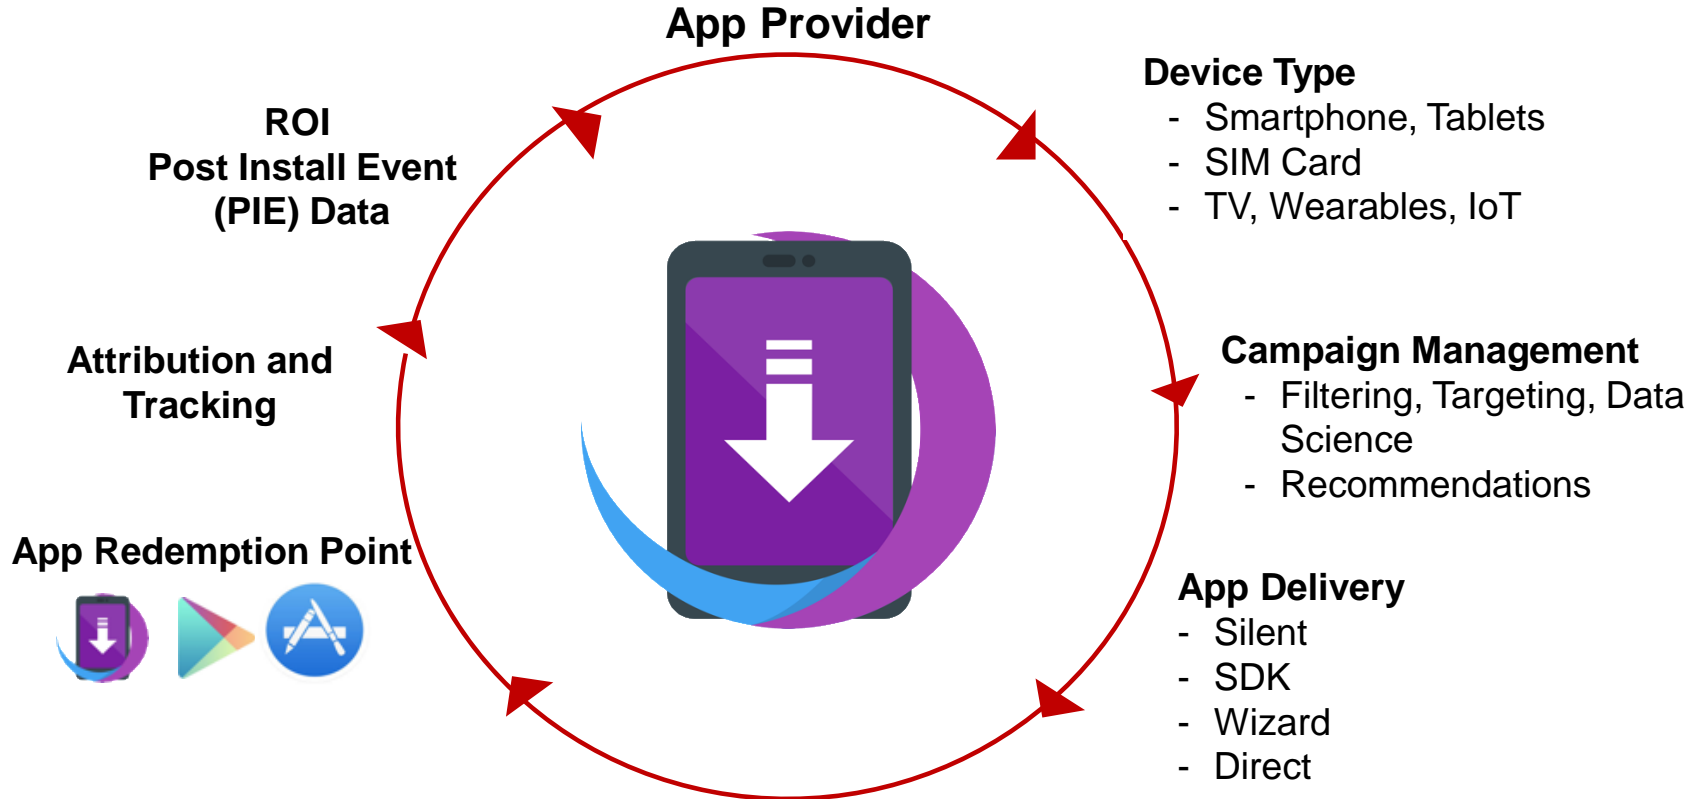 App Provider
Device Type
- Smartphone, Tablets
- SIM Card
- TV, Wearables, IoT
Campaign Management
- Filtering, Targeting, Data
Science
- Recommendations
App Delivery
- Silent
- SDK
- Wizard
- Direct
App Redemption Point
Attribution and
Tracking
ROI
Post Install Event
(PIE) Data